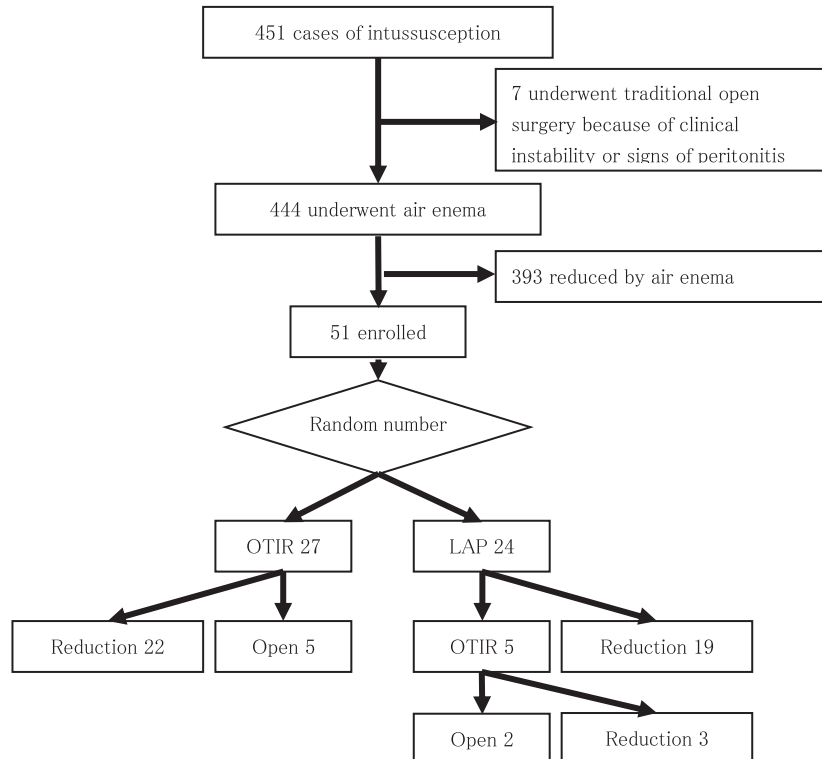 451 cases of intussusception
7 underwent traditional open
surgery because of clinical
instability or signs of peritonitis
444 underwent air enema
393 reduced by air enema
51 enrolled
Random number
OTIR 27
LAP 24
Reduction 22
Open 5
OTIR 5
Reduction 19
Open 2
Reduction 3